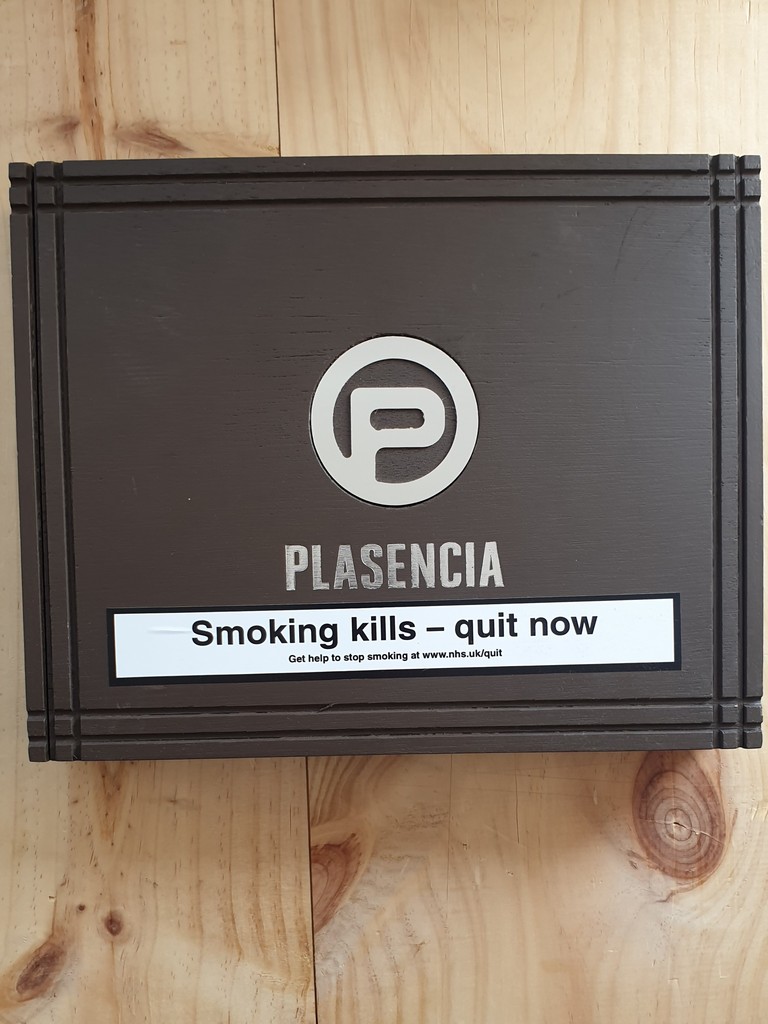 P
PLASENCIA
Smoking kills – quit now
Get help to stop smoking at www.nhs.uk/quit